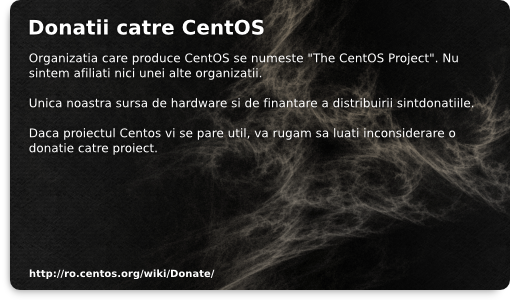 Donatii catre CentOS
Organizatia care produce CentOS se numeste "The CentOS Project". Nu
sintem afiliati nici unei alte organizatii.
Unica noastra sursa de hardware si de finantare a distribuirii sintdonatiile.
Daca proiectul Centos vi se pare util, va rugam sa luati inconsiderare o
donatie catre proiect.
http://ro.centos.org/wiki/Donate/